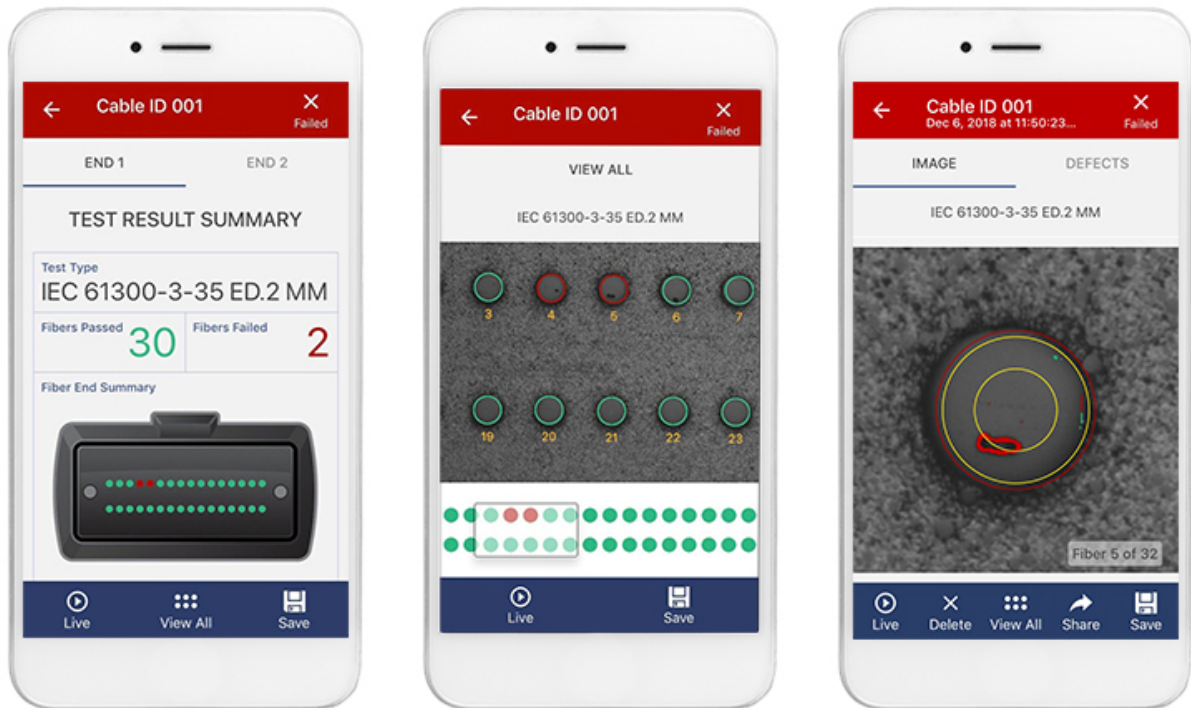 Cable ID 001
Failed
END 1
END 2
TEST RESULT SUMMARY
Test Type
IEC 61300-3-35 ED.2 MM
Fibers Passed
30
Fibers Failed
2
Fiber End Summary
Live
View All
Save
Cable ID 001
Failed
VIEW ALL
IEC 61300-3-35 ED.2 MM
3
4
5
6
7
19
20
21
22
23
Live
Save
Cable ID 001
Dec 6, 2018 at 11:50:23...
Failed
IMAGE
DEFECTS
IEC 61300-3-35 ED.2 MM
Fiber 5 of 32
Live
Delete
View All
Share
Save